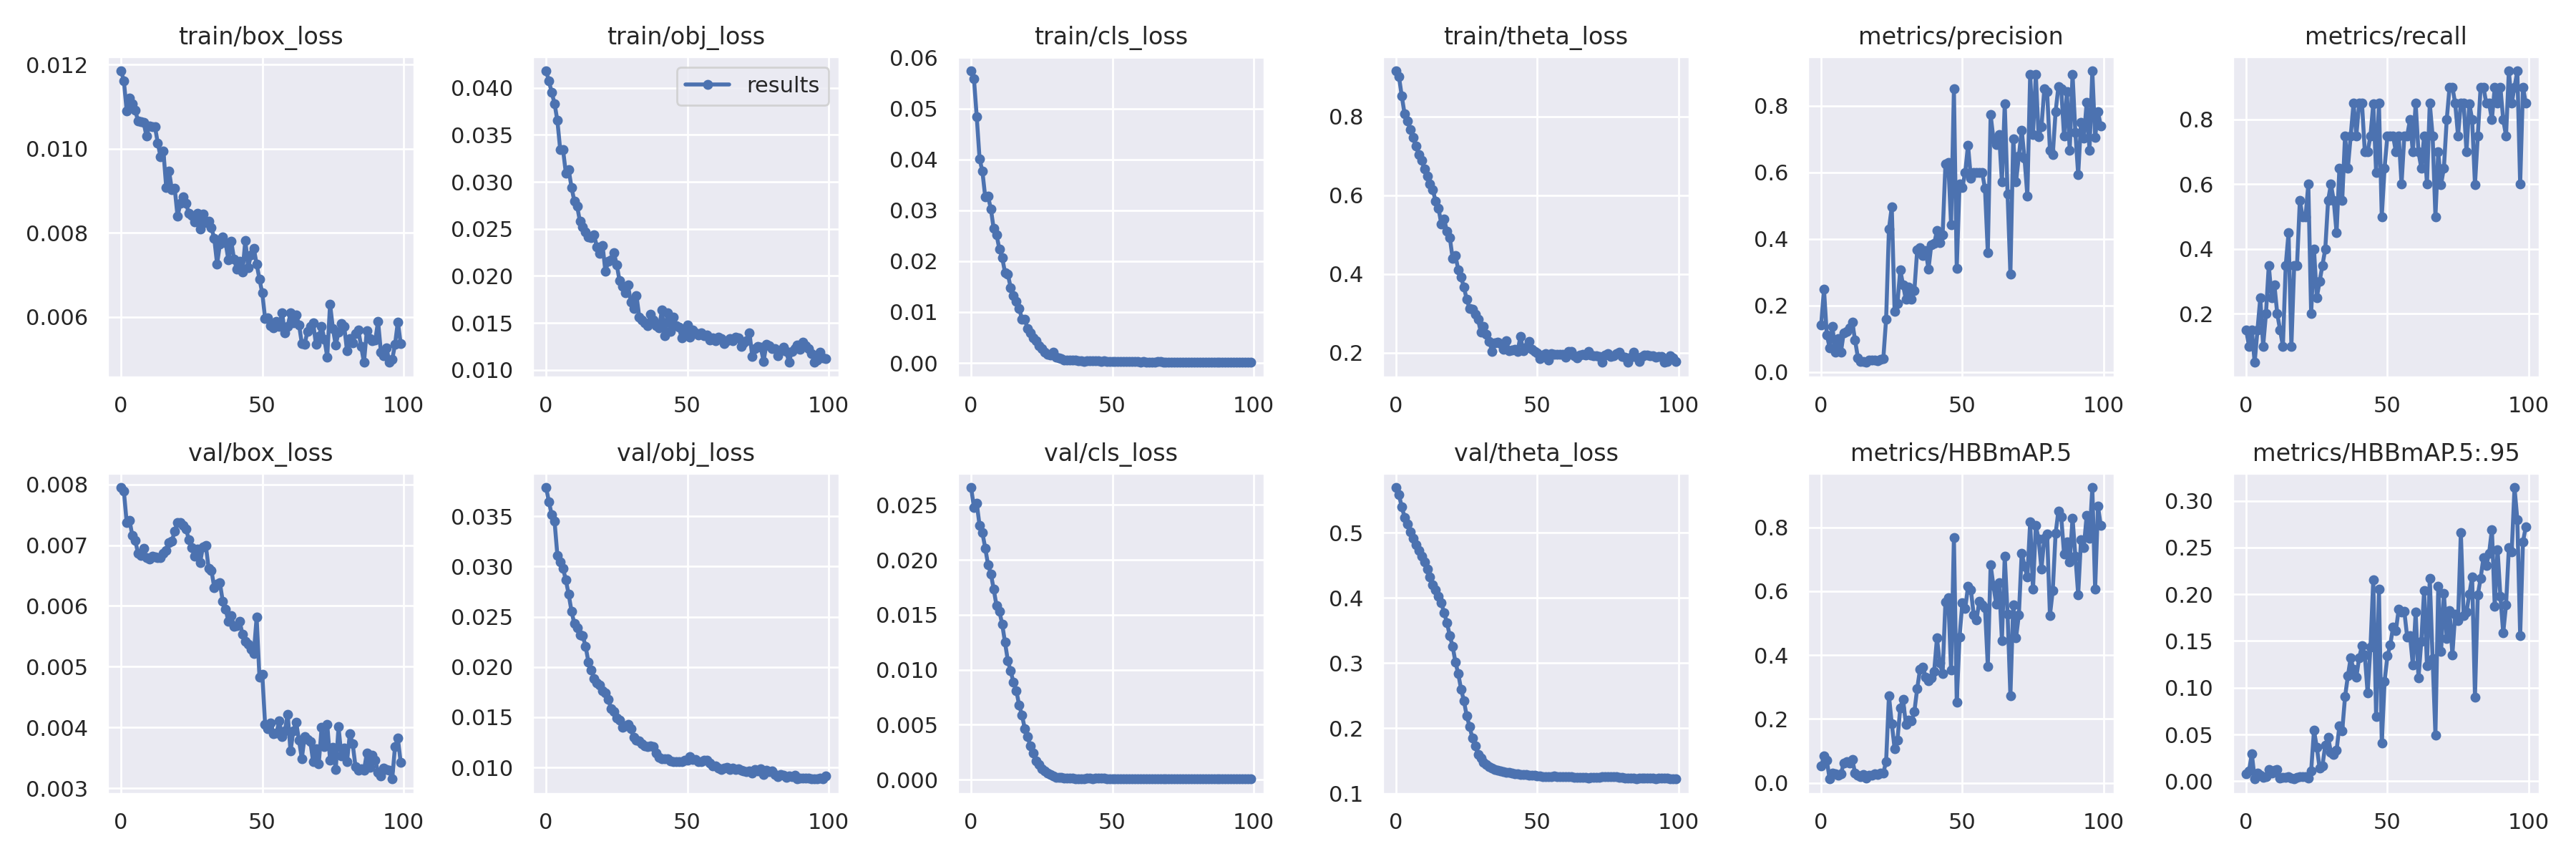 train/box_loss
0.012
0.010
0.008
0.006
0 50 100
train/obj_loss
results
0.040
0.035
0.030
0.025
0.020
0.015
0.010
0 50 100
train/cls_loss
0.06
0.05
0.04
0.03
0.02
0.01
0.00
0 50 100
train/theta_loss
0.8
0.6
0.4
0.2
0 50 100
metrics/precision
0.8
0.6
0.4
0.2
0.0
0 50 100
metrics/recall
0.8
0.6
0.4
0.2
0 50 100
val/box_loss
0.008
0.007
0.006
0.005
0.004
0.003
0 50 100
val/obj_loss
0.035
0.030
0.025
0.020
0.015
0.010
0 50 100
val/cls_loss
0.025
0.020
0.015
0.010
0.005
0.000
0 50 100
val/theta_loss
0.5
0.4
0.3
0.2
0.1
0 50 100
metrics/HBBmAP.5
0.8
0.6
0.4
0.2
0.0
0 50 100
metrics/HBBmAP.5:.95
0.30
0.25
0.20
0.15
0.10
0.05
0.00
0 50 100